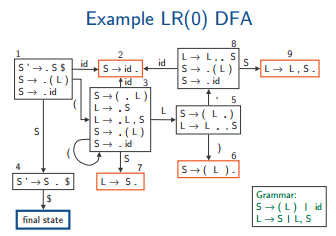 Example LR(0) DFA
1
S ' → . S $
S → . ( L )
S → . id
id
2
S → id .
id
8
L → L , . S
S → . ( L )
S → . id
S
9
L → L , S .
(
id
3
S → ( . L )
L → . S
L → . L , S
S → . ( L )
S → . id
(
L
,
5
S → ( L . )
L → L . , S
S
S
)
4
S ' → S . $
7
L → S .
6
S → ( L ) .
$
final state
Grammar:
S → ( L ) | id
L → S | L , S